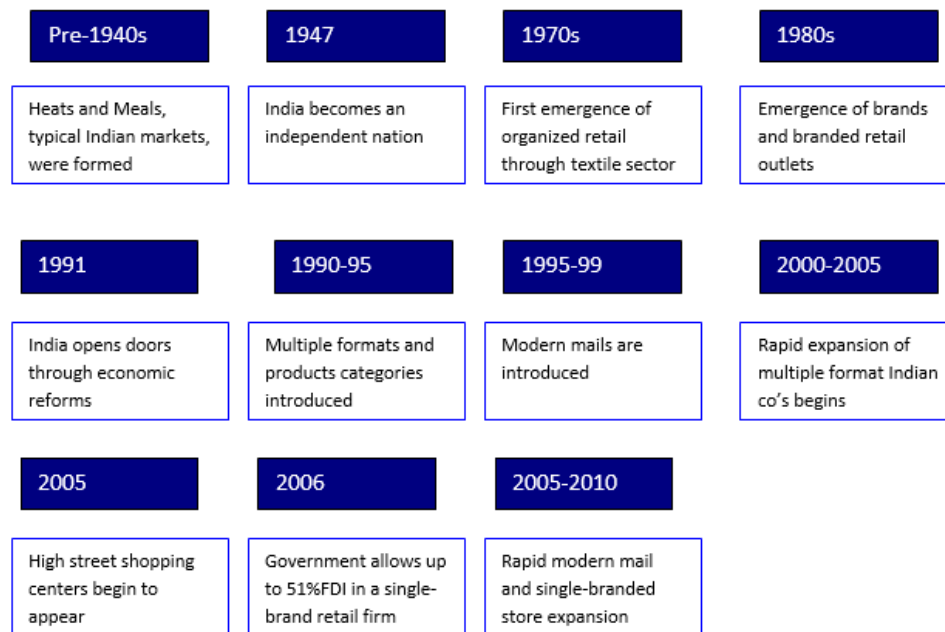 Pre-1940s
Heats and Meals,
typical Indian markets,
were formed
1947
India becomes an
independent nation
1970s
First emergence of
organized retail
through textile sector
1980s
Emergence of brands
and branded retail
outlets
1991
India opens doors
through economic
reforms
1990-95
Multiple formats and
products categories
introduced
1995-99
Modern mails are
introduced
2000-2005
Rapid expansion of
multiple format Indian
co's begins
2005
High street shopping
centers begin to
appear
2006
Government allows up
to 51%FDI in a single-
brand retail firm
2005-2010
Rapid modern mail
and single-branded
store expansion